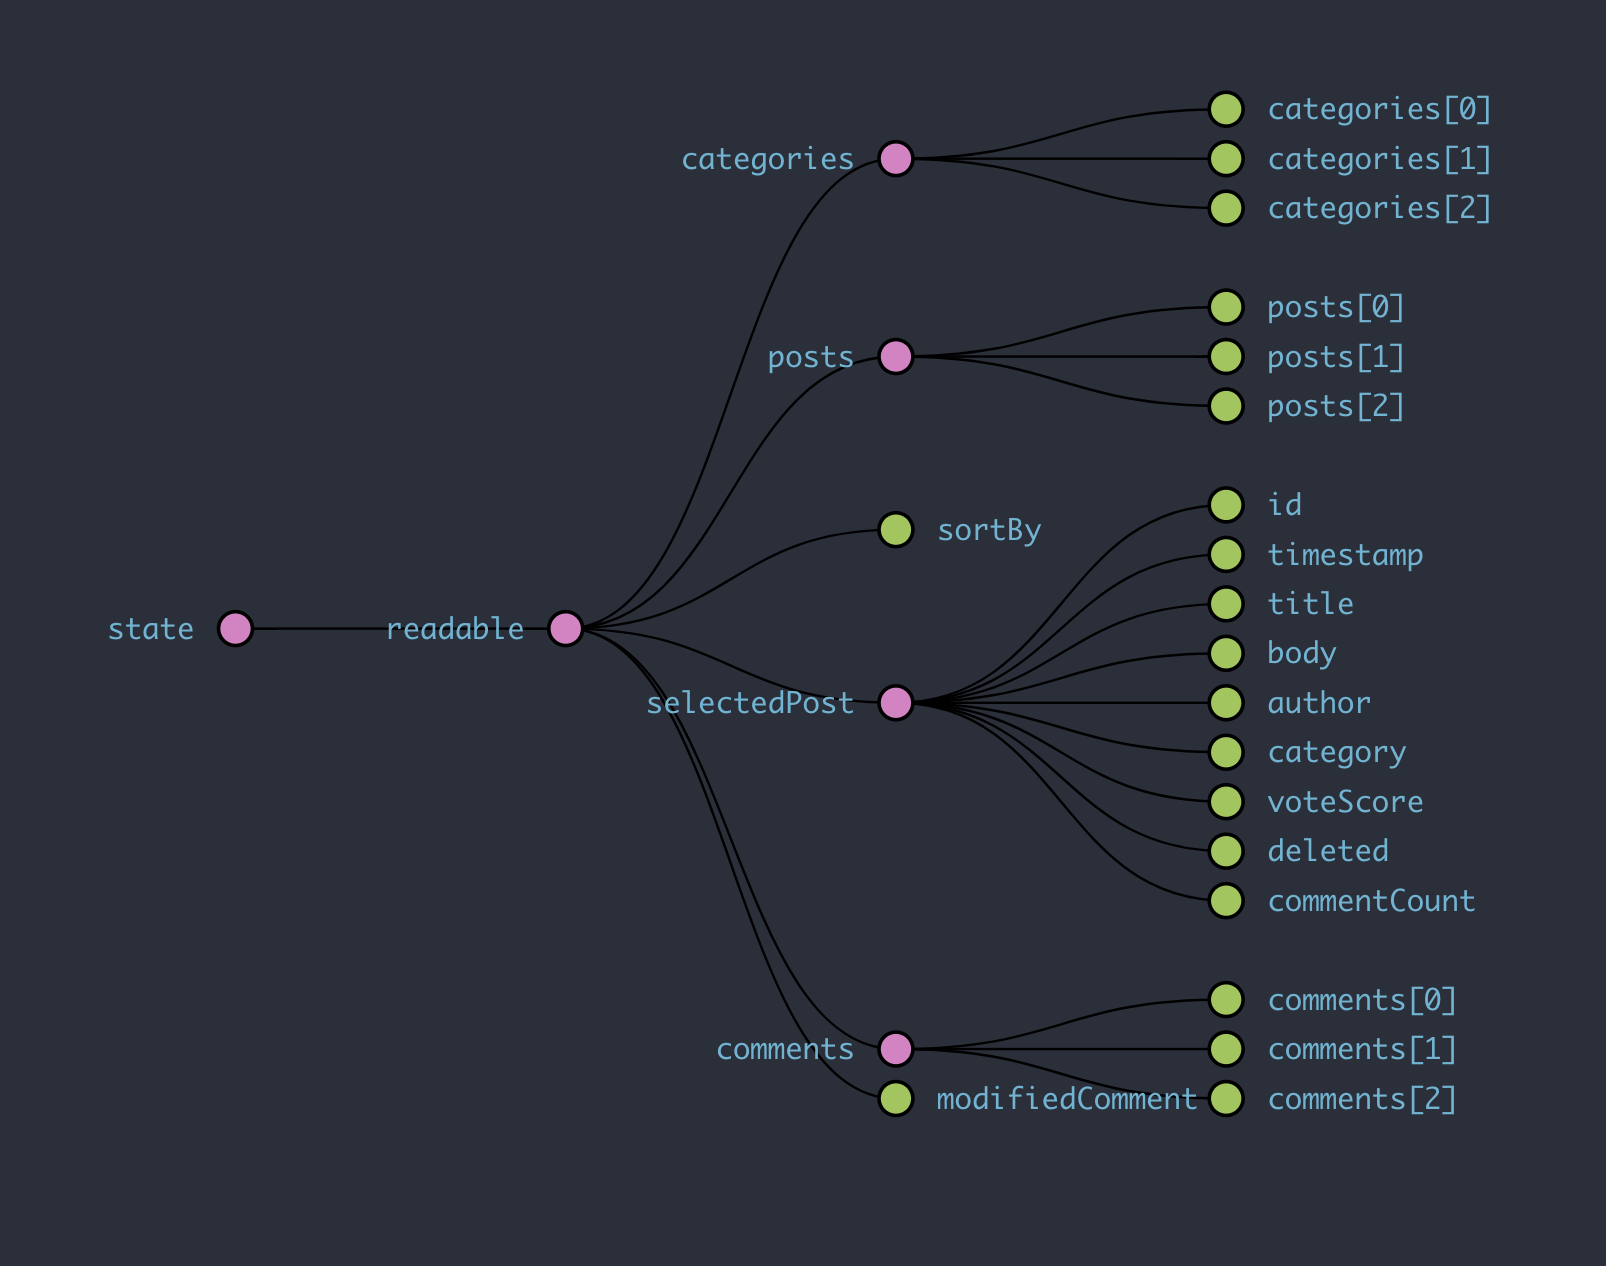 categories[0]
categories categories[1]
categories[2]
posts[0]
posts posts[1]
posts[2]
id
sortBy
timestamp
title
state readable
body
selectedPost author
category
voteScore
deleted
commentCount
comments[0]
comments comments[1]
modifiedComment comments[2]